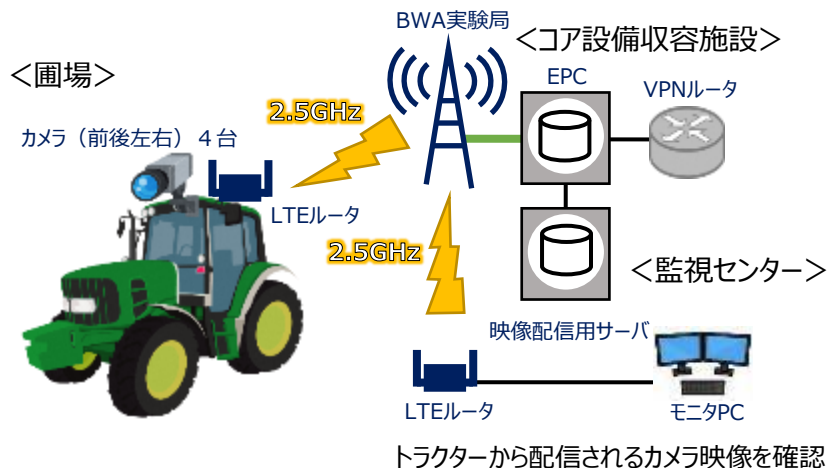 BWA実験局
＜コア設備収容施設＞
＜圃場＞
EPC
VPNルータ
2.5GHz
カメラ（前後左右）４台
LTEルータ
2.5GHz
＜監視センター＞
映像配信用サーバ
LTEルータ
モニタPC
トラクターから配信されるカメラ映像を確認